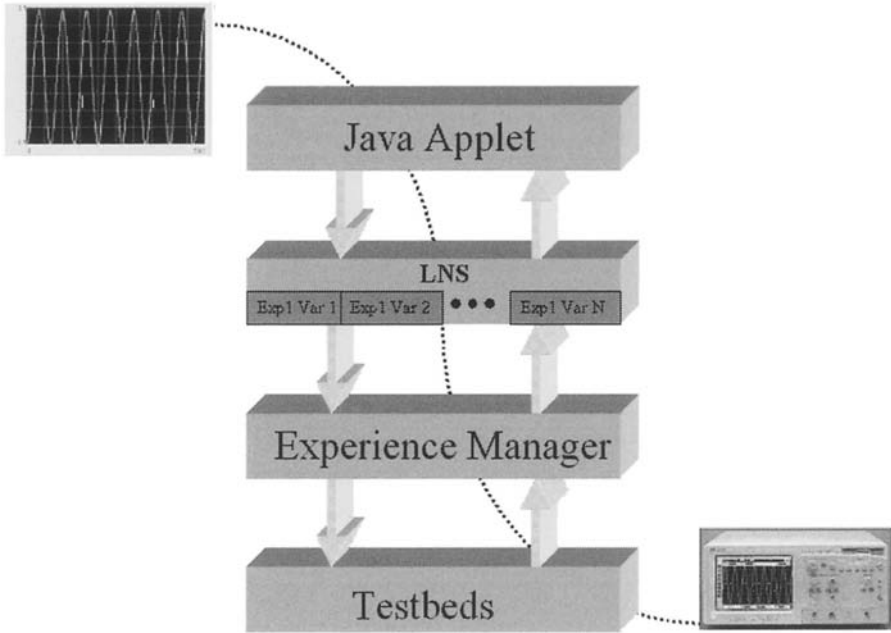 Java Applet
LNS
Exp1 Var 1 Exp1 Var 2 ••• Exp1 Var N
Experience Manager
Testbeds